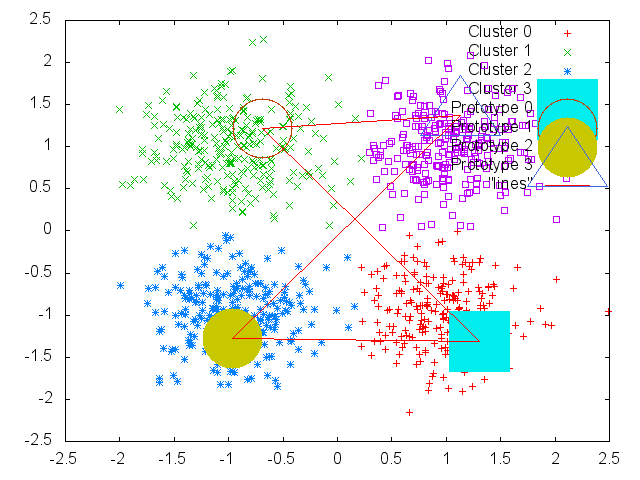 2.5
2
1.5
1
0.5
0
-0.5
-1
-1.5
-2
-2.5
-2.5
-2
-1.5
-1
-0.5
0
0.5
1
1.5
2
2.5
Cluster 0
Cluster 1
Cluster 2
Cluster 3
Prototype 0
Prototype
Prototype 2
Prototype 3
"lines"